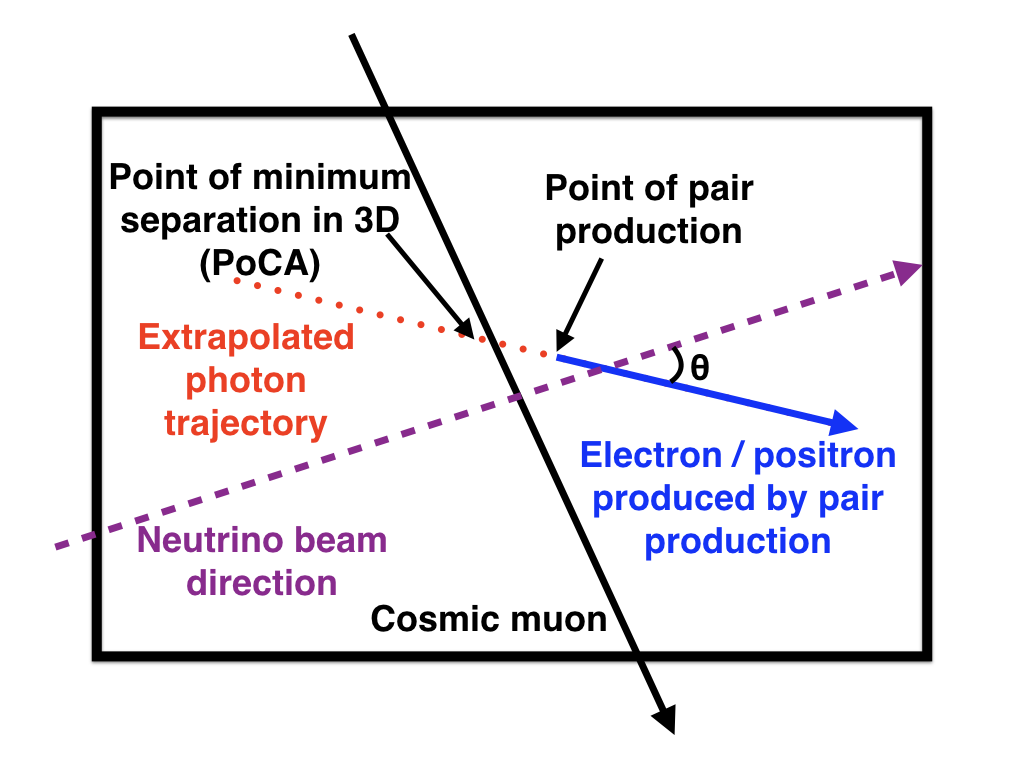 Point of minimum
separation in 3D
(PoCA)
Point of pair
production
Extrapolated
photon
trajectory
θ
Electron / positron
produced by pair
production
Neutrino beam
direction
Cosmic muon